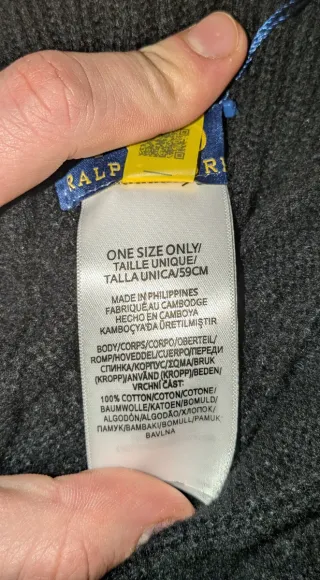 RALP R
ONE SIZE ONLY/
TAILLE UNIQUE/
TALLA UNICA/59CM
MADE IN PHILIPPINES
FABRIQUÉ AU CAMBODGE
HECHO EN CAMBOYA
KAMBOÇYA'DA ÜRETILMIŞTIR
BODY/CORPS/CORPO/OBERTEIL/
ROMP/HOVEDDEL/CUERPO/ПЕРЕДИ
СПИНКА/КОРПУС/ΣΩΜΑ/BRUK
(KROPP)/ANVÄND (KROPP)/BEDEN/
VRCHNÍ ČÁST:
100% COTTON/COTON/COTONE/
BAUMWOLLE/KATOEN/BOMULD/
ALGODÓN/ALGODÃO/ХЛОПОК/
ПАМУК/ΒΑΜΒΑΚΙ/BOMULL/PAMUK/
BAVLNA